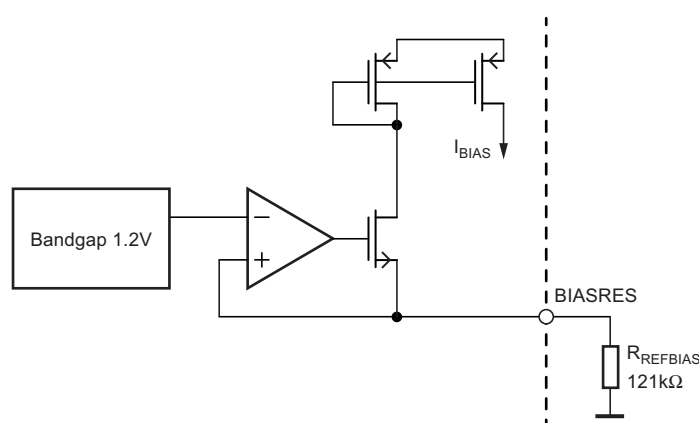 I_BIAS
Bandgap 1.2V
−
+
BIASRES
R_REFBIAS
121kΩ